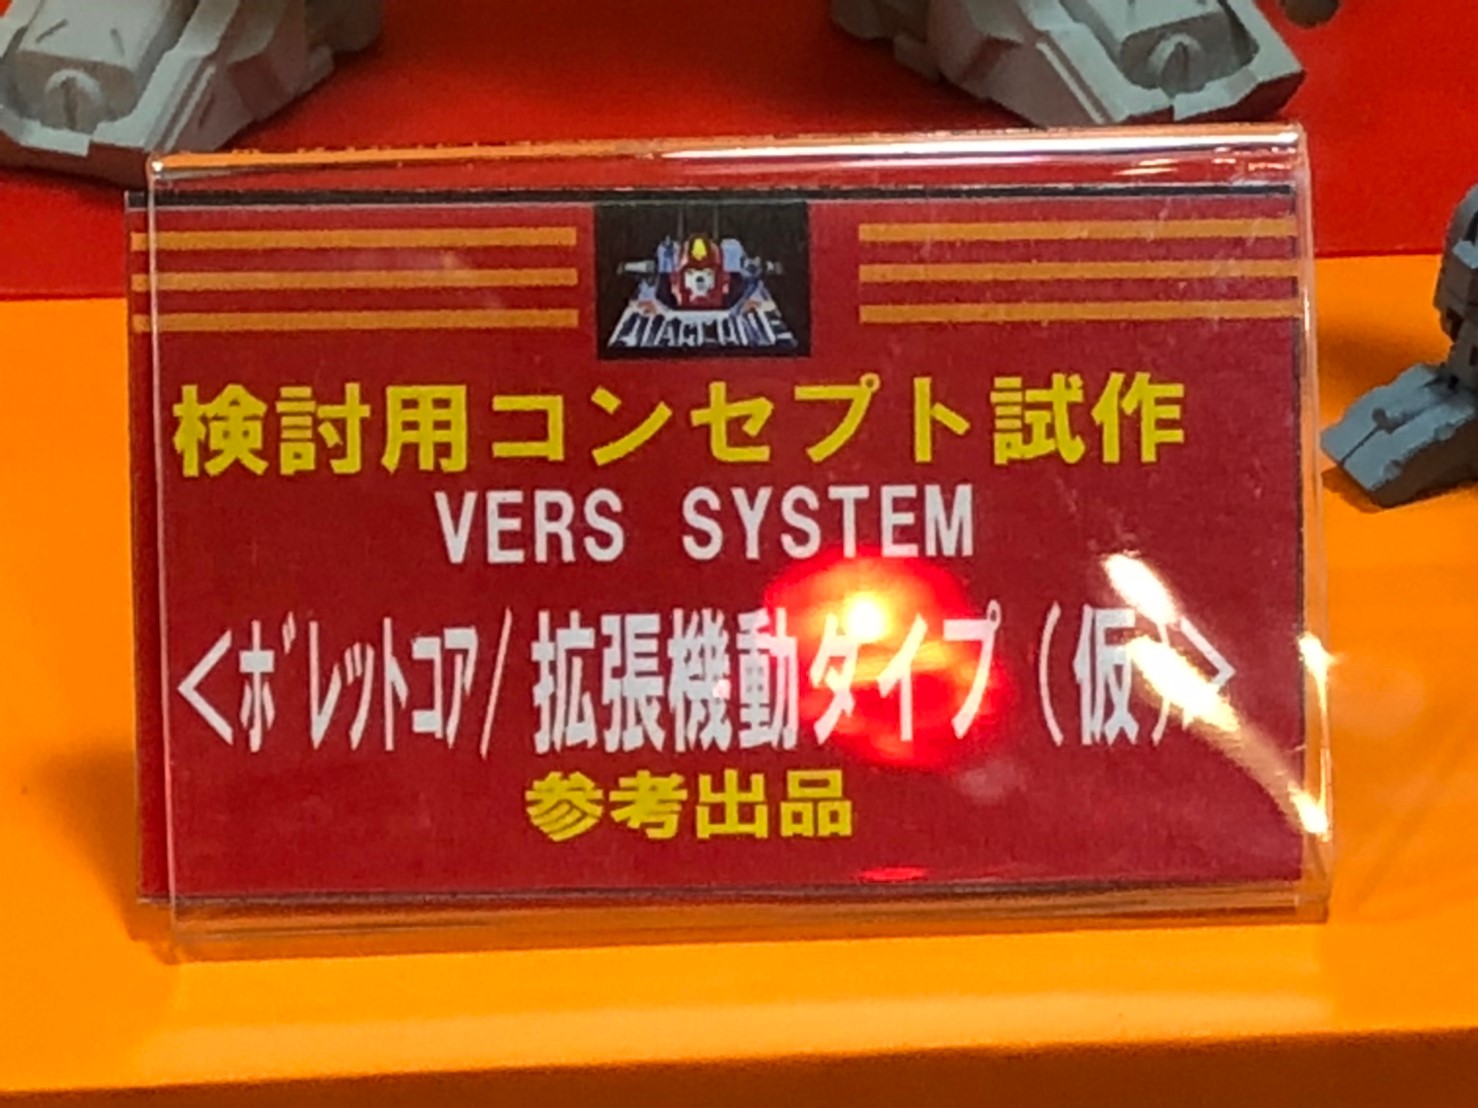 DIACLONE
検討用コンセプト試作
VERS SYSTEM
<ボレットコア/拡張機動タイプ(仮)>
参考出品